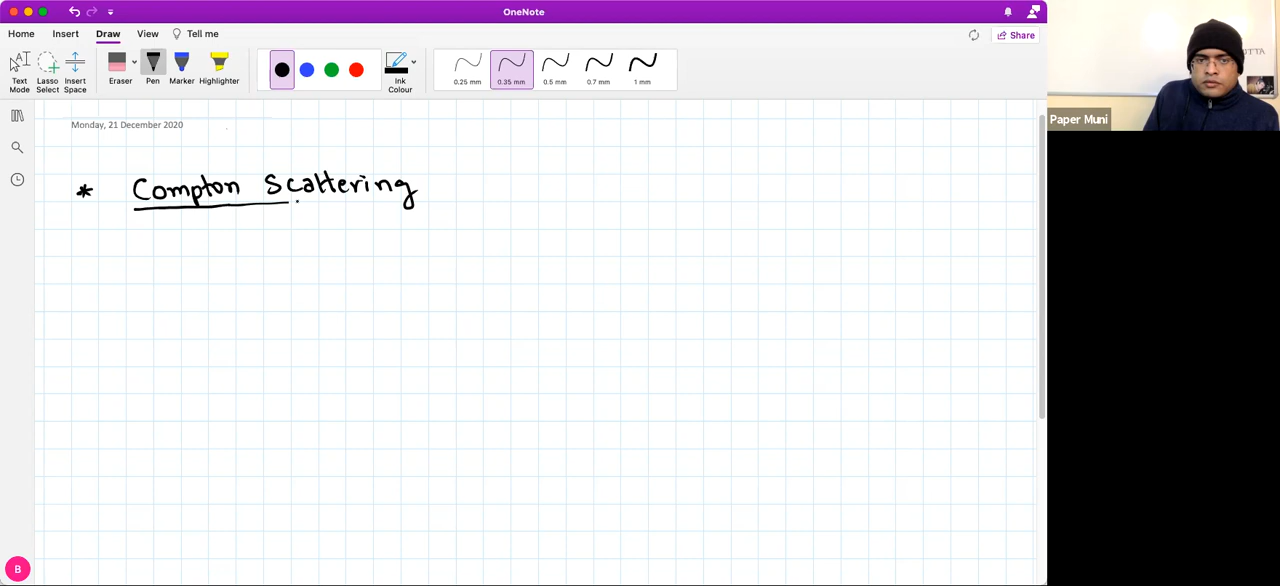 OneNote
Home Insert Draw View Tell me
Share
Text Mode
Lasso Select
Insert Space
Eraser
Pen
Marker
Highlighter
Ink Colour
0.25 mm
0.35 mm
0.5 mm
0.7 mm
1 mm
Paper Muni
Monday, 21 December 2020
* Compton Scattering
B